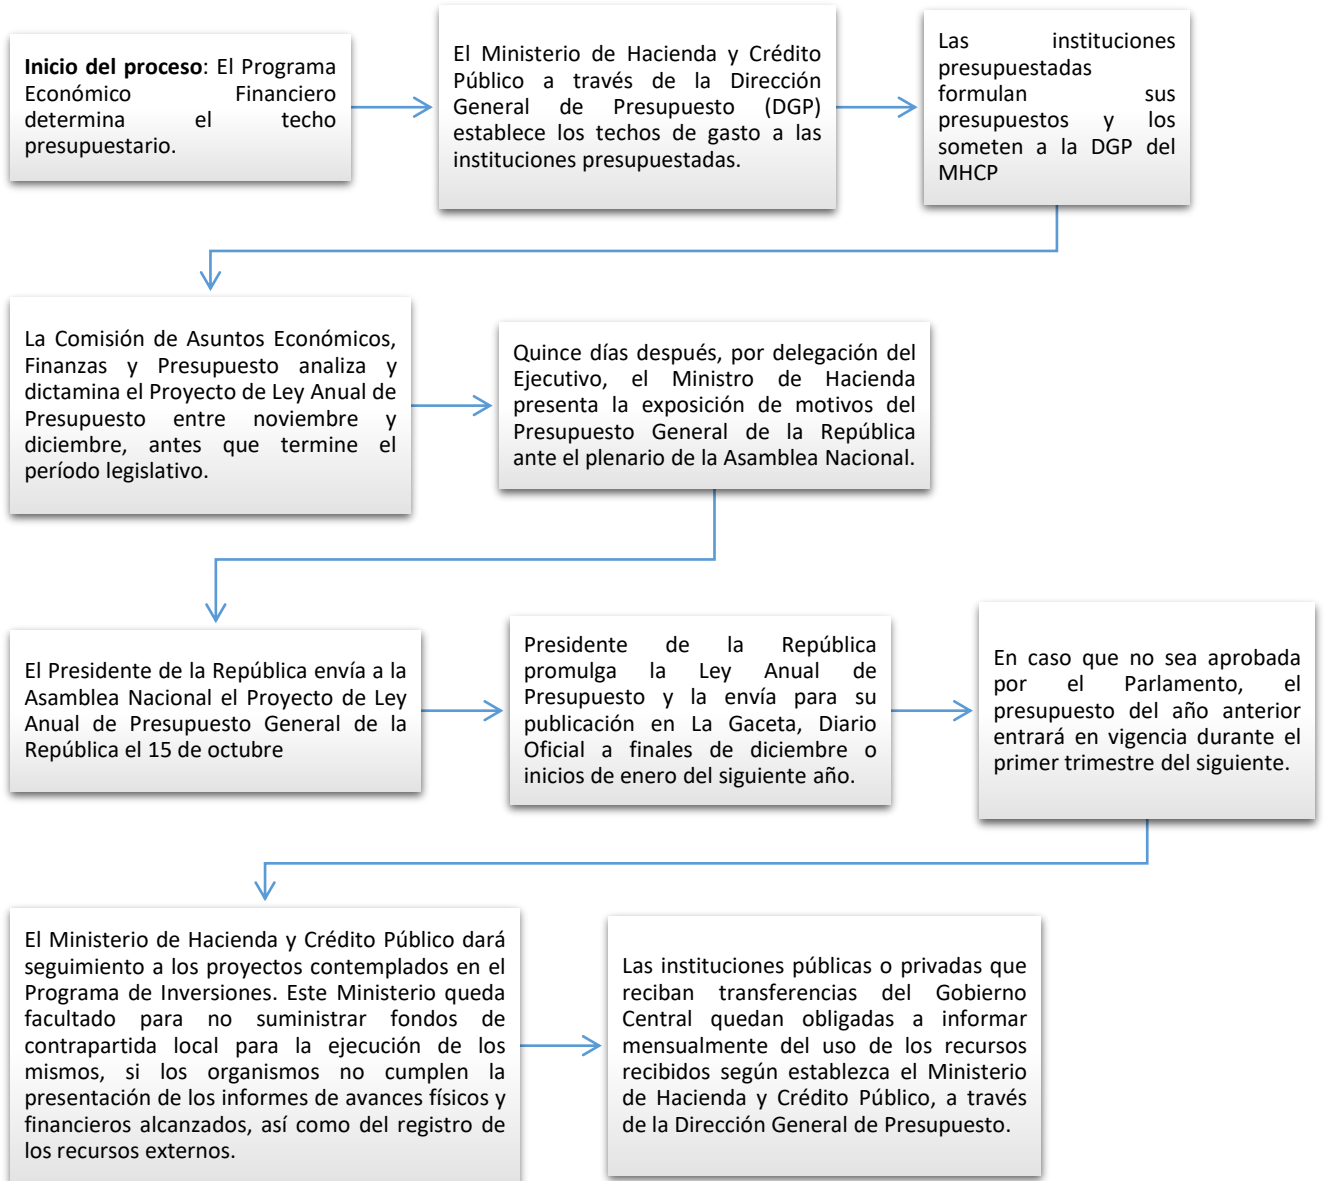 Inicio del proceso: El Programa
Económico Financiero
determina el techo
presupuestario.
El Ministerio de Hacienda y Crédito
Público a través de la Dirección
General de Presupuesto (DGP)
establece los techos de gasto a las
instituciones presupuestadas.
Las instituciones
presupuestadas
formulan sus
presupuestos y los
someten a la DGP del
MHCP
La Comisión de Asuntos Económicos,
Finanzas y Presupuesto analiza y
dictamina el Proyecto de Ley Anual de
Presupuesto entre noviembre y
diciembre, antes que termine el
período legislativo.
Quince días después, por delegación del
Ejecutivo, el Ministro de Hacienda
presenta la exposición de motivos del
Presupuesto General de la República
ante el plenario de la Asamblea Nacional.
El Presidente de la República envía a la
Asamblea Nacional el Proyecto de Ley
Anual de Presupuesto General de la
República el 15 de octubre
Presidente de la República
promulga la Ley Anual de
Presupuesto y la envía para su
publicación en La Gaceta, Diario
Oficial a finales de diciembre o
inicios de enero del siguiente año.
En caso que no sea aprobada
por el Parlamento, el
presupuesto del año anterior
entrará en vigencia durante el
primer trimestre del siguiente.
El Ministerio de Hacienda y Crédito Público dará
seguimiento a los proyectos contemplados en el
Programa de Inversiones. Este Ministerio queda
facultado para no suministrar fondos de
contrapartida local para la ejecución de los
mismos, si los organismos no cumplen la
presentación de los informes de avances físicos y
financieros alcanzados, así como del registro de
los recursos externos.
Las instituciones públicas o privadas que
reciban transferencias del Gobierno
Central quedan obligadas a informar
mensualmente del uso de los recursos
recibidos según establezca el Ministerio
de Hacienda y Crédito Público, a través
de la Dirección General de Presupuesto.